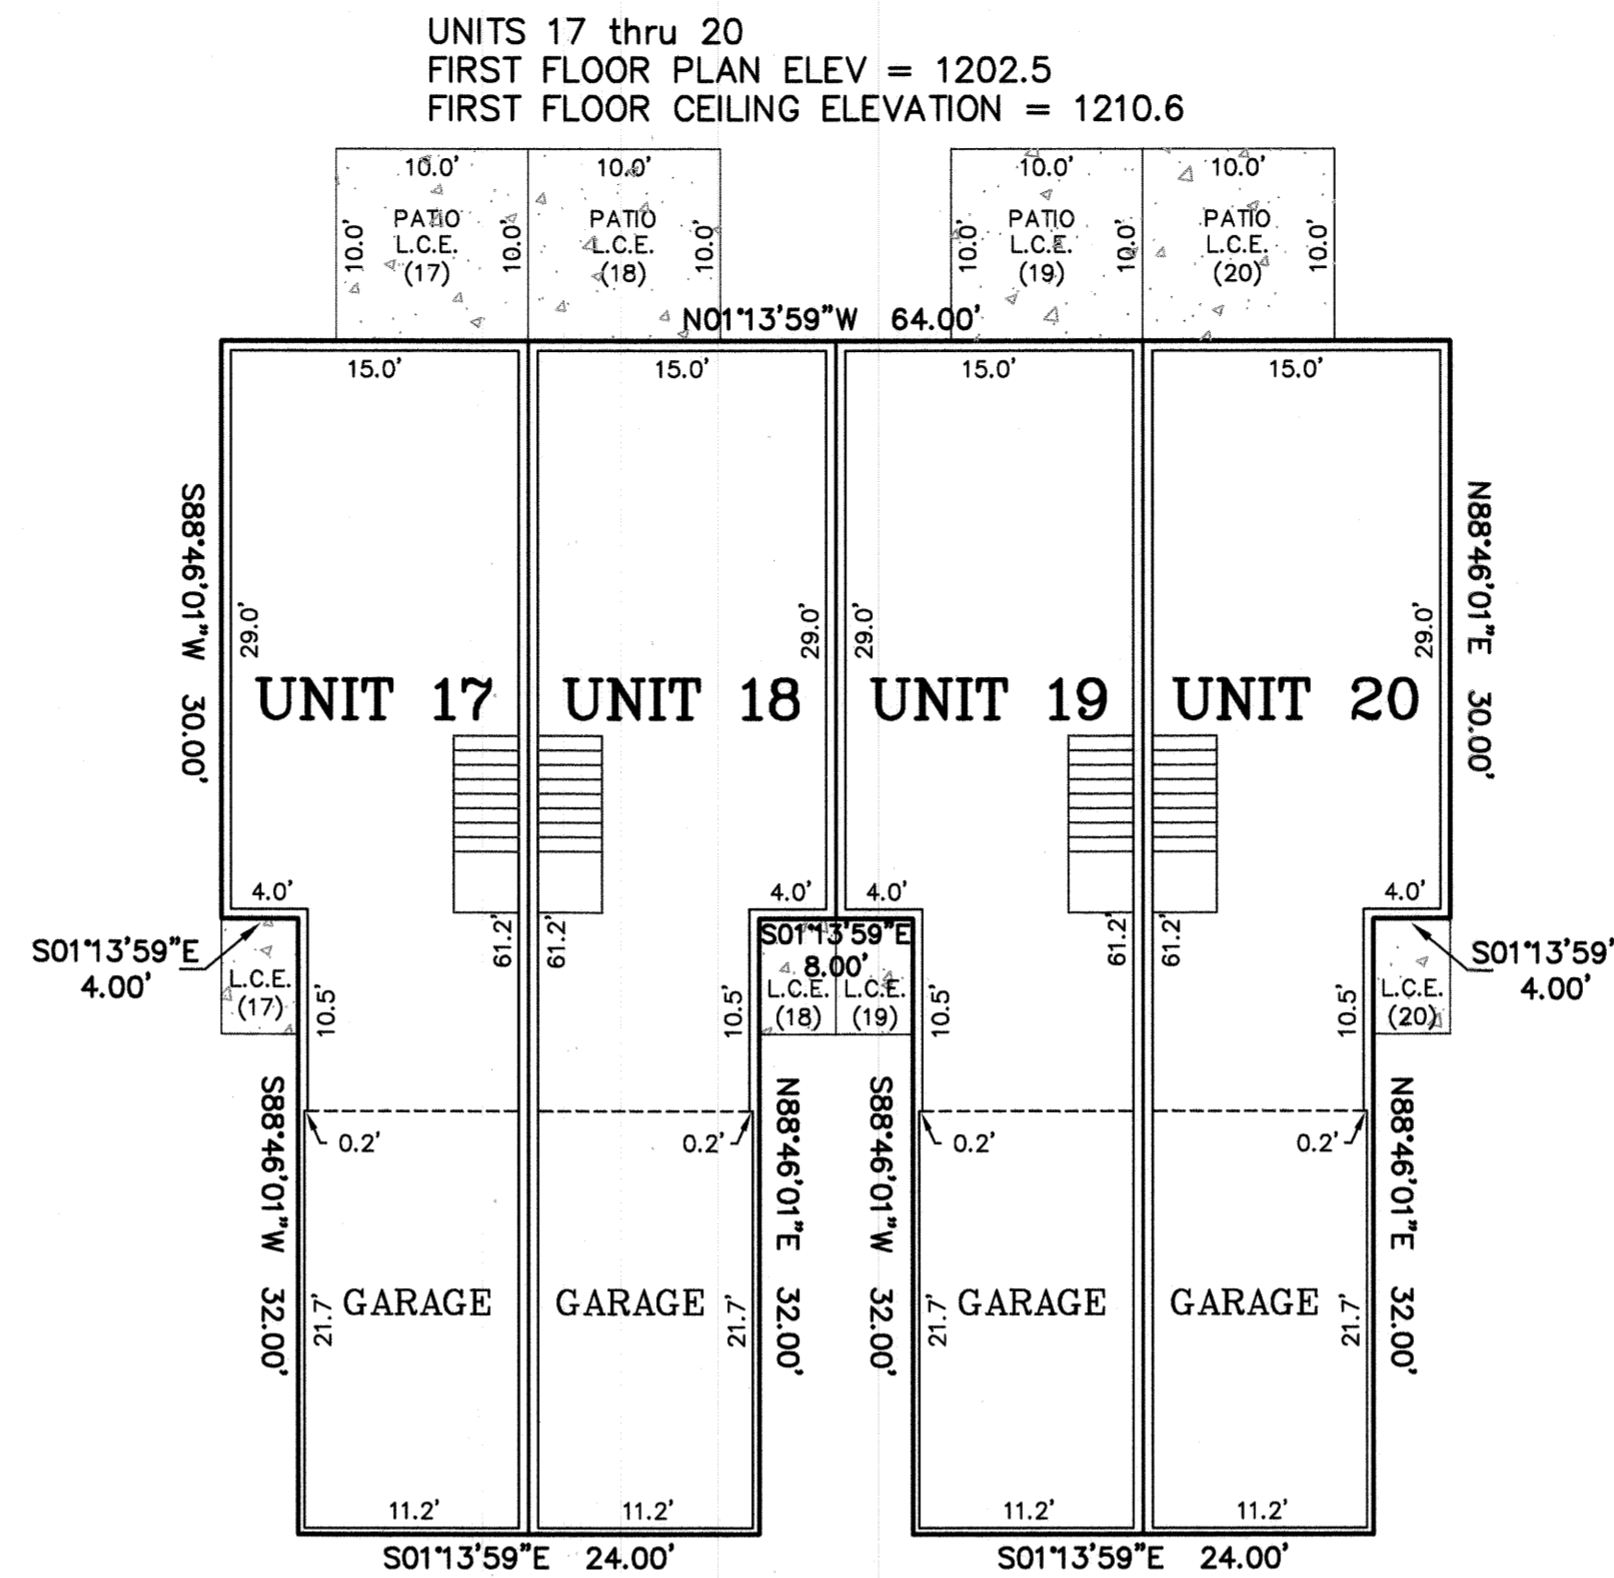 UNITS 17 thru 20
FIRST FLOOR PLAN ELEV = 1202.5
FIRST FLOOR CEILING ELEVATION = 1210.6
10.0' 10.0' 10.0' 10.0'
PATIO PATIO PATIO PATIO
L.C.E. L.C.E. L.C.E. L.C.E.
(17) (18) (19) (20)
10.0' 10.0' 10.0' 10.0' 10.0' 10.0'
N01°13'59"W 64.00'
15.0' 15.0' 15.0' 15.0'
S88°46'01"W 30.00'
N88°46'01"E 30.00'
29.0' 29.0' 29.0' 29.0'
UNIT 17 UNIT 18 UNIT 19 UNIT 20
4.0' 4.0' 4.0' 4.0'
61.2' 61.2' 61.2' 61.2'
S01°13'59"E
4.00'
S01°13'59"E
8.00'
S01°13'59'
4.00'
L.C.E. L.C.E. L.C.E. L.C.E.
(17) (18) (19) (20)
10.5' 10.5' 10.5' 10.5'
0.2' 0.2' 0.2' 0.2'
S88°46'01"W 32.00'
N88°46'01"E 32.00'
S88°46'01"W 32.00'
N88°46'01"E 32.00'
21.7' 21.7' 21.7' 21.7'
GARAGE GARAGE GARAGE GARAGE
11.2' 11.2' 11.2' 11.2'
S01°13'59"E 24.00' S01°13'59"E 24.00'